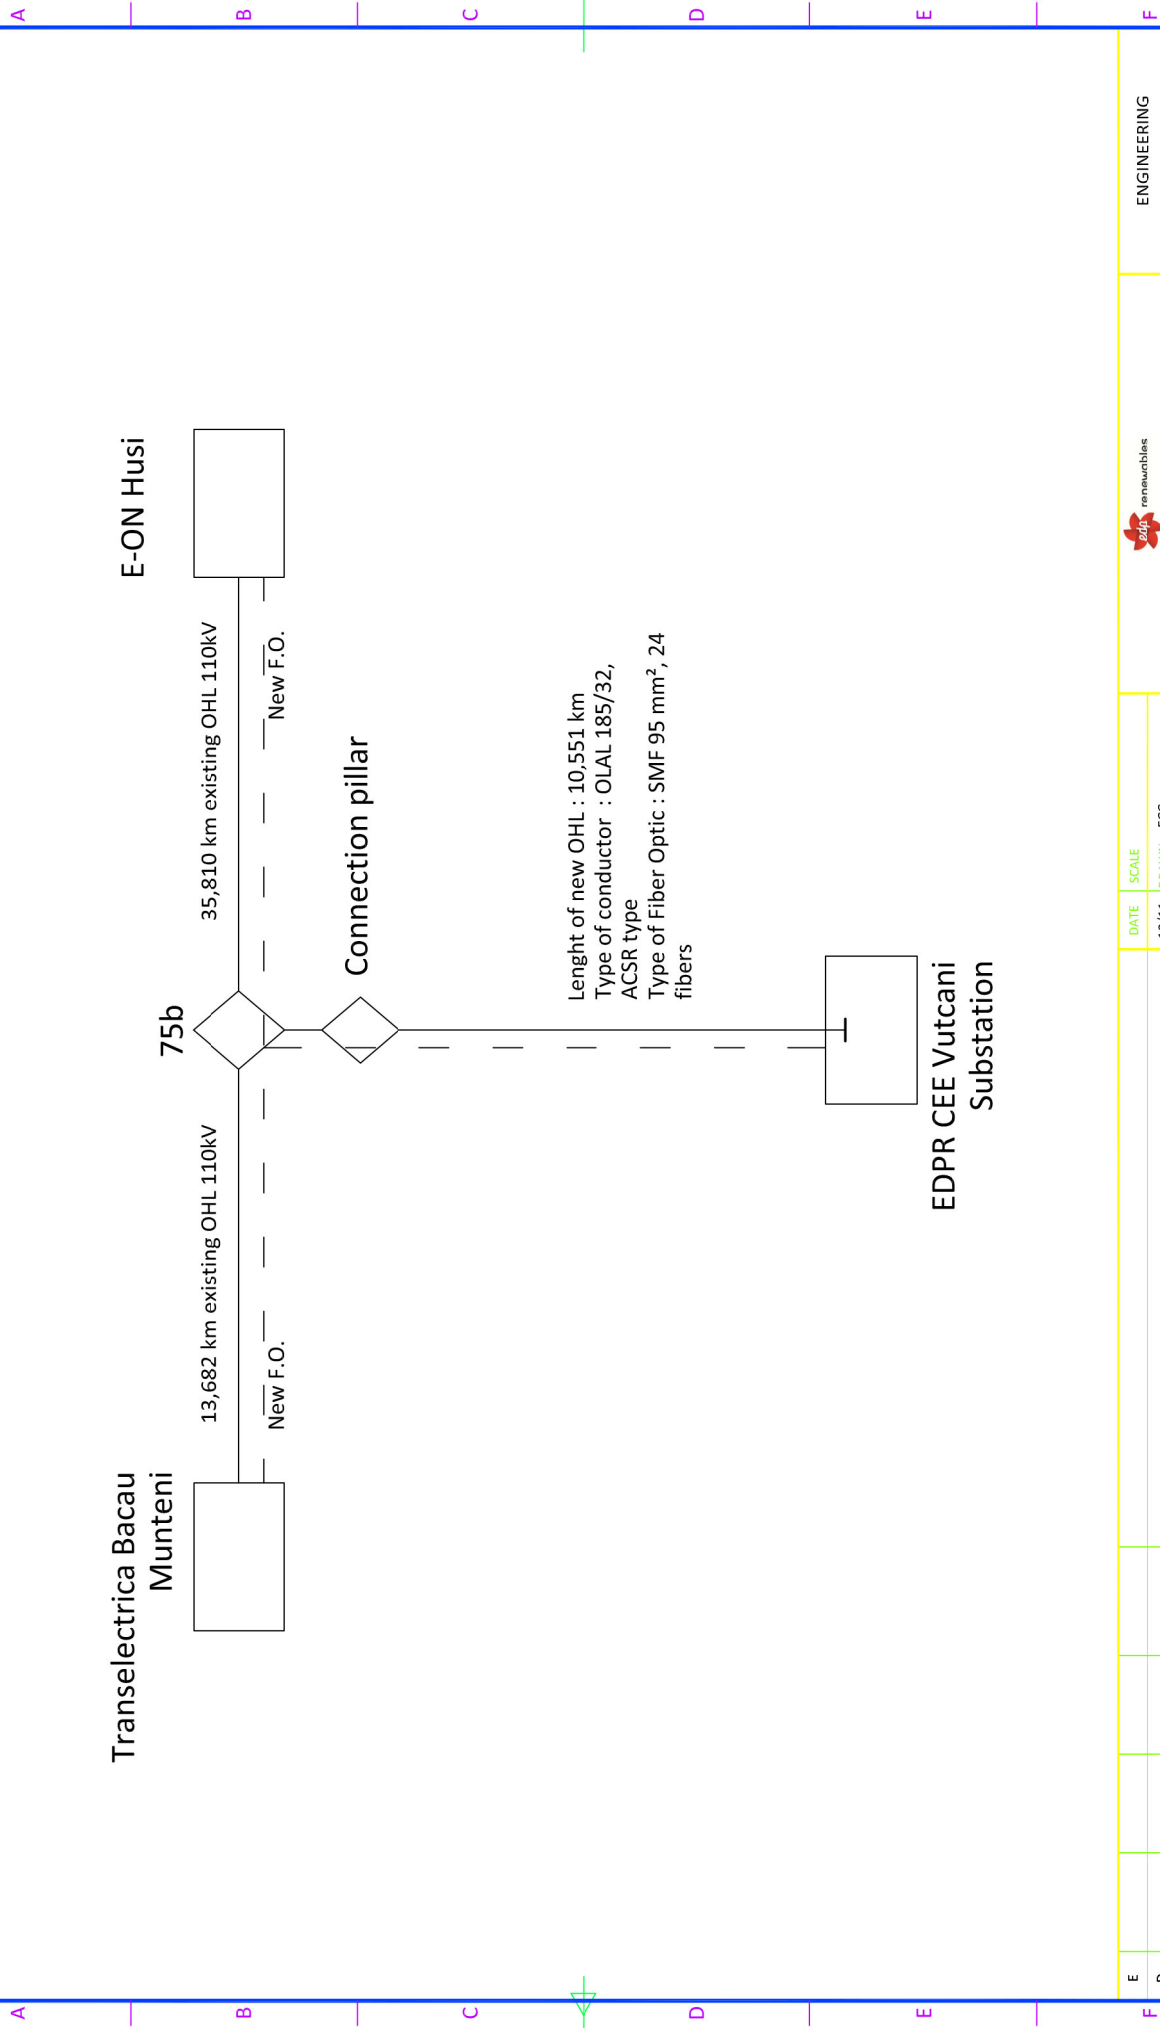 A
B
C
D
E
F
Transelectrica Bacau
Munteni
75b
E-ON Husi
13,682 km existing OHL 110kV
35,810 km existing OHL 110kV
New F.O.
New F.O.
Connection pillar
Lenght of new OHL : 10,551 km
Type of conductor : OLAL 185/32,
ACSR type
Type of Fiber Optic : SMF 95 mm², 24
fibers
EDPR CEE Vutcani
Substation
E
DATE
SCALE
edp
renewables
ENGINEERING
A
B
C
D
E
F